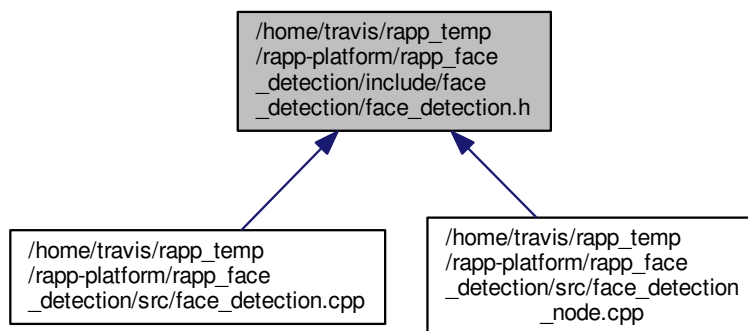 /home/travis/rapp_temp
/rapp-platform/rapp_face
_detection/include/face
_detection/face_detection.h
/home/travis/rapp_temp
/rapp-platform/rapp_face
_detection/src/face_detection.cpp
/home/travis/rapp_temp
/rapp-platform/rapp_face
_detection/src/face_detection
_node.cpp